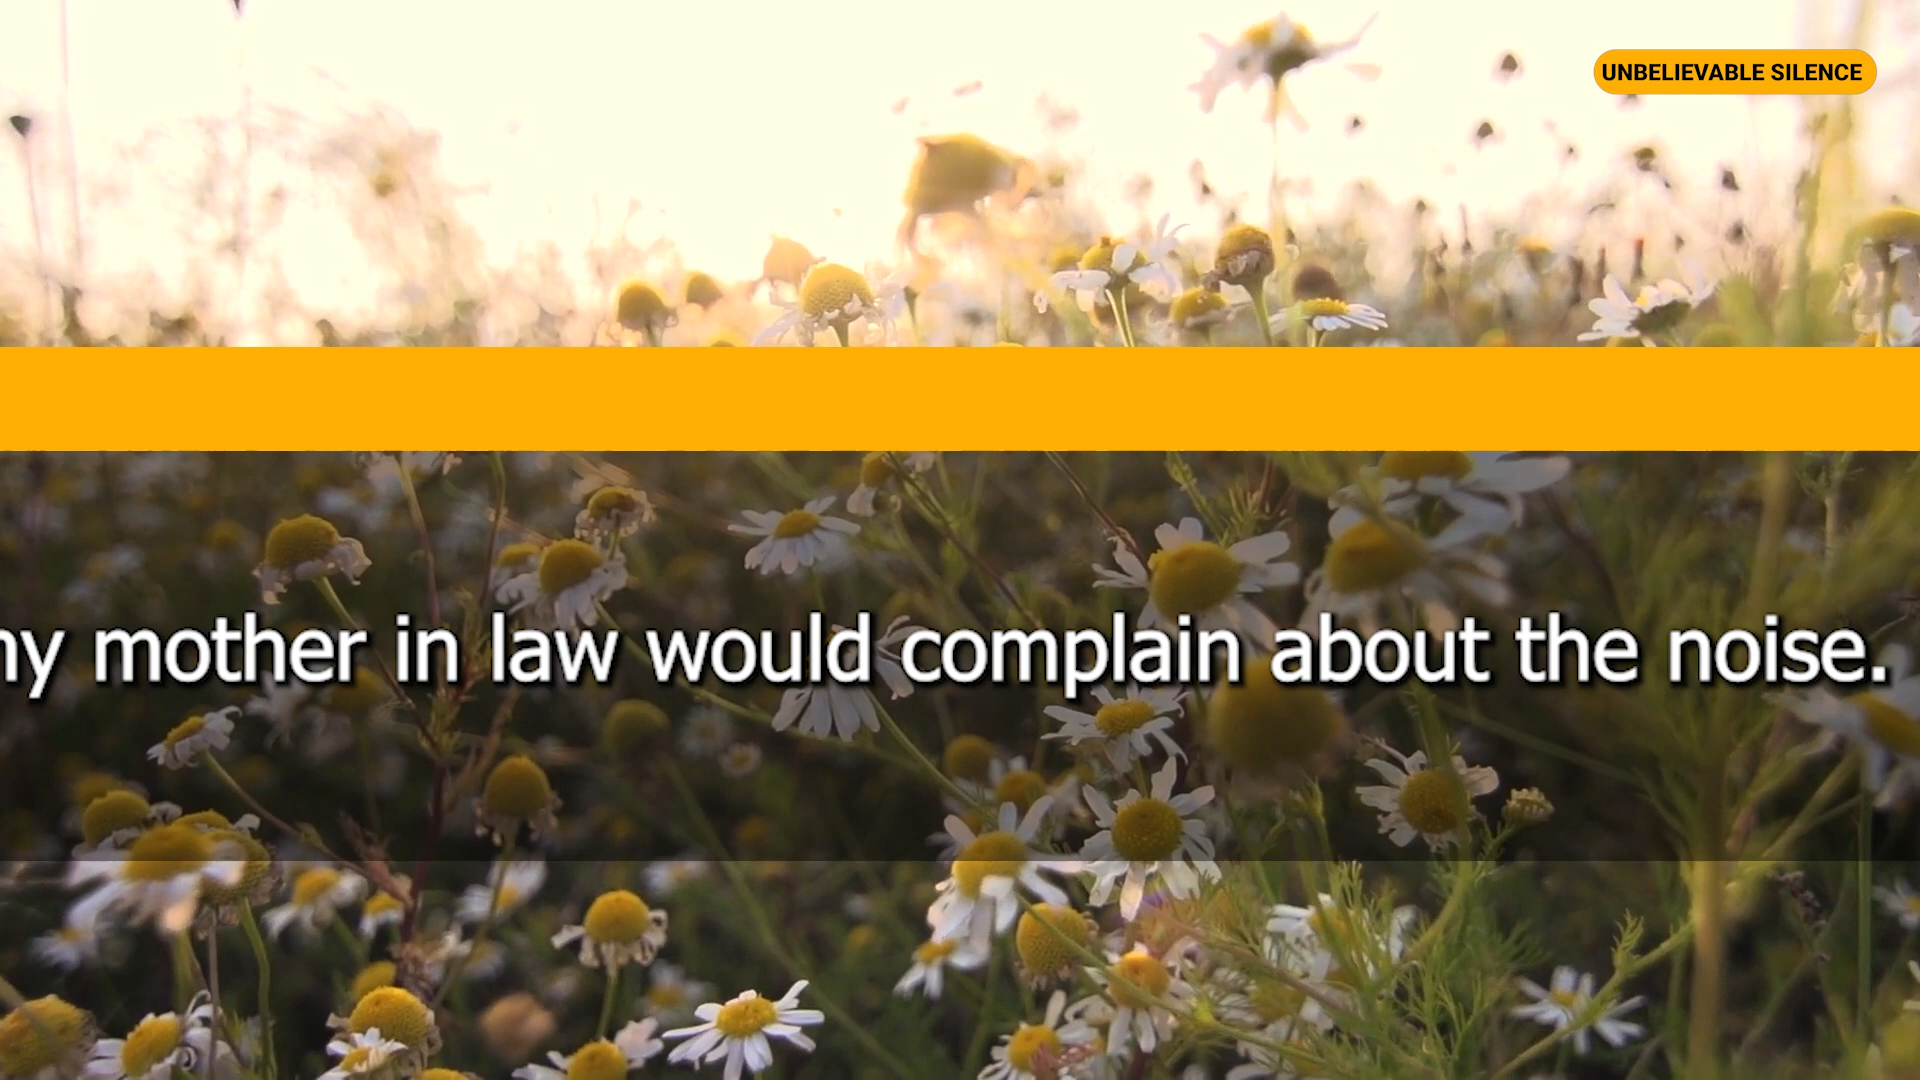 UNBELIEVABLE SILENCE
mother in law would complain about the noise.